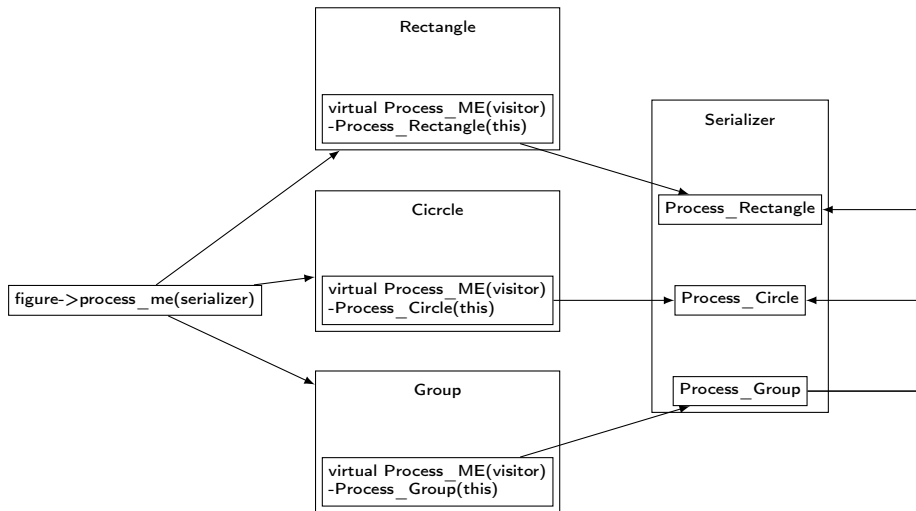 Rectangle
virtual Process_ME(visitor)
-Process_Rectangle(this)
Serializer
Process_Rectangle
Cicrcle
virtual Process_ME(visitor)
-Process_Circle(this)
figure->process_me(serializer)
Process_Circle
Group
virtual Process_ME(visitor)
-Process_Group(this)
Process_Group